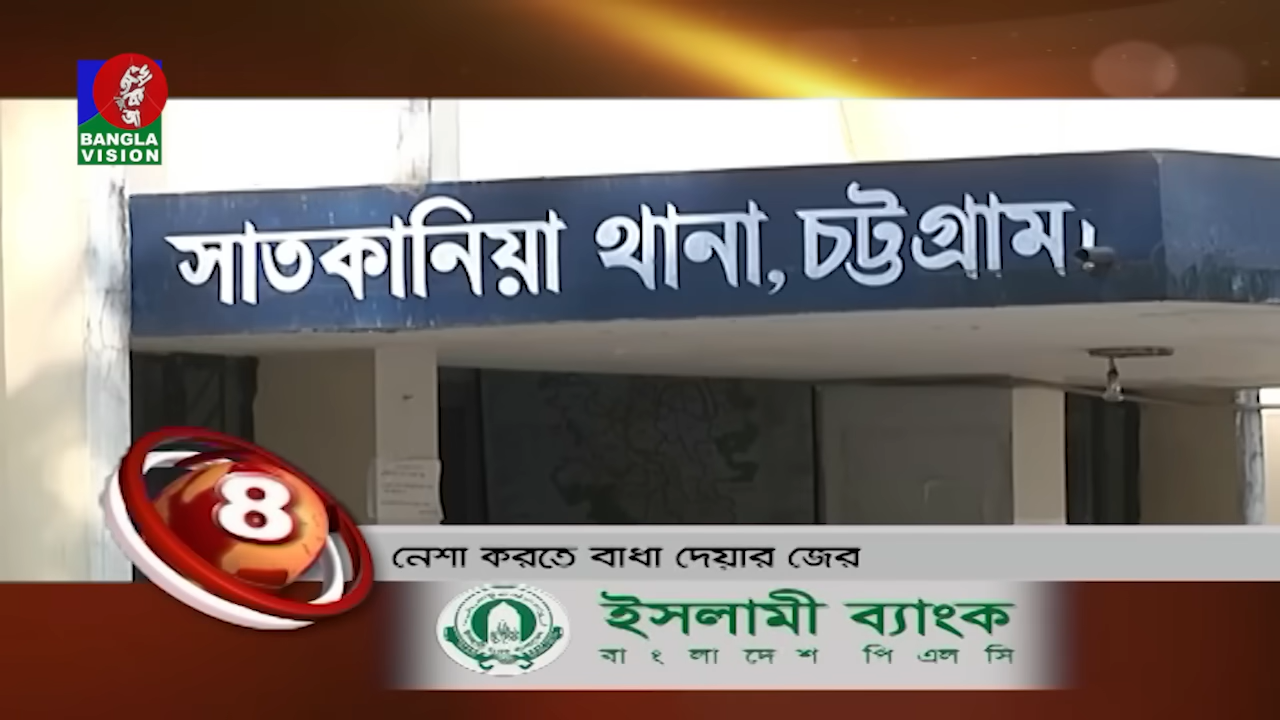 BANGLA
VISION
সাতকানিয়া থানা, চট্টগ্রাম।
৪
নেশা করতে বাধা দেয়ার জের
ইসলামী ব্যাংক
বাংলাদেশ পিএলসি